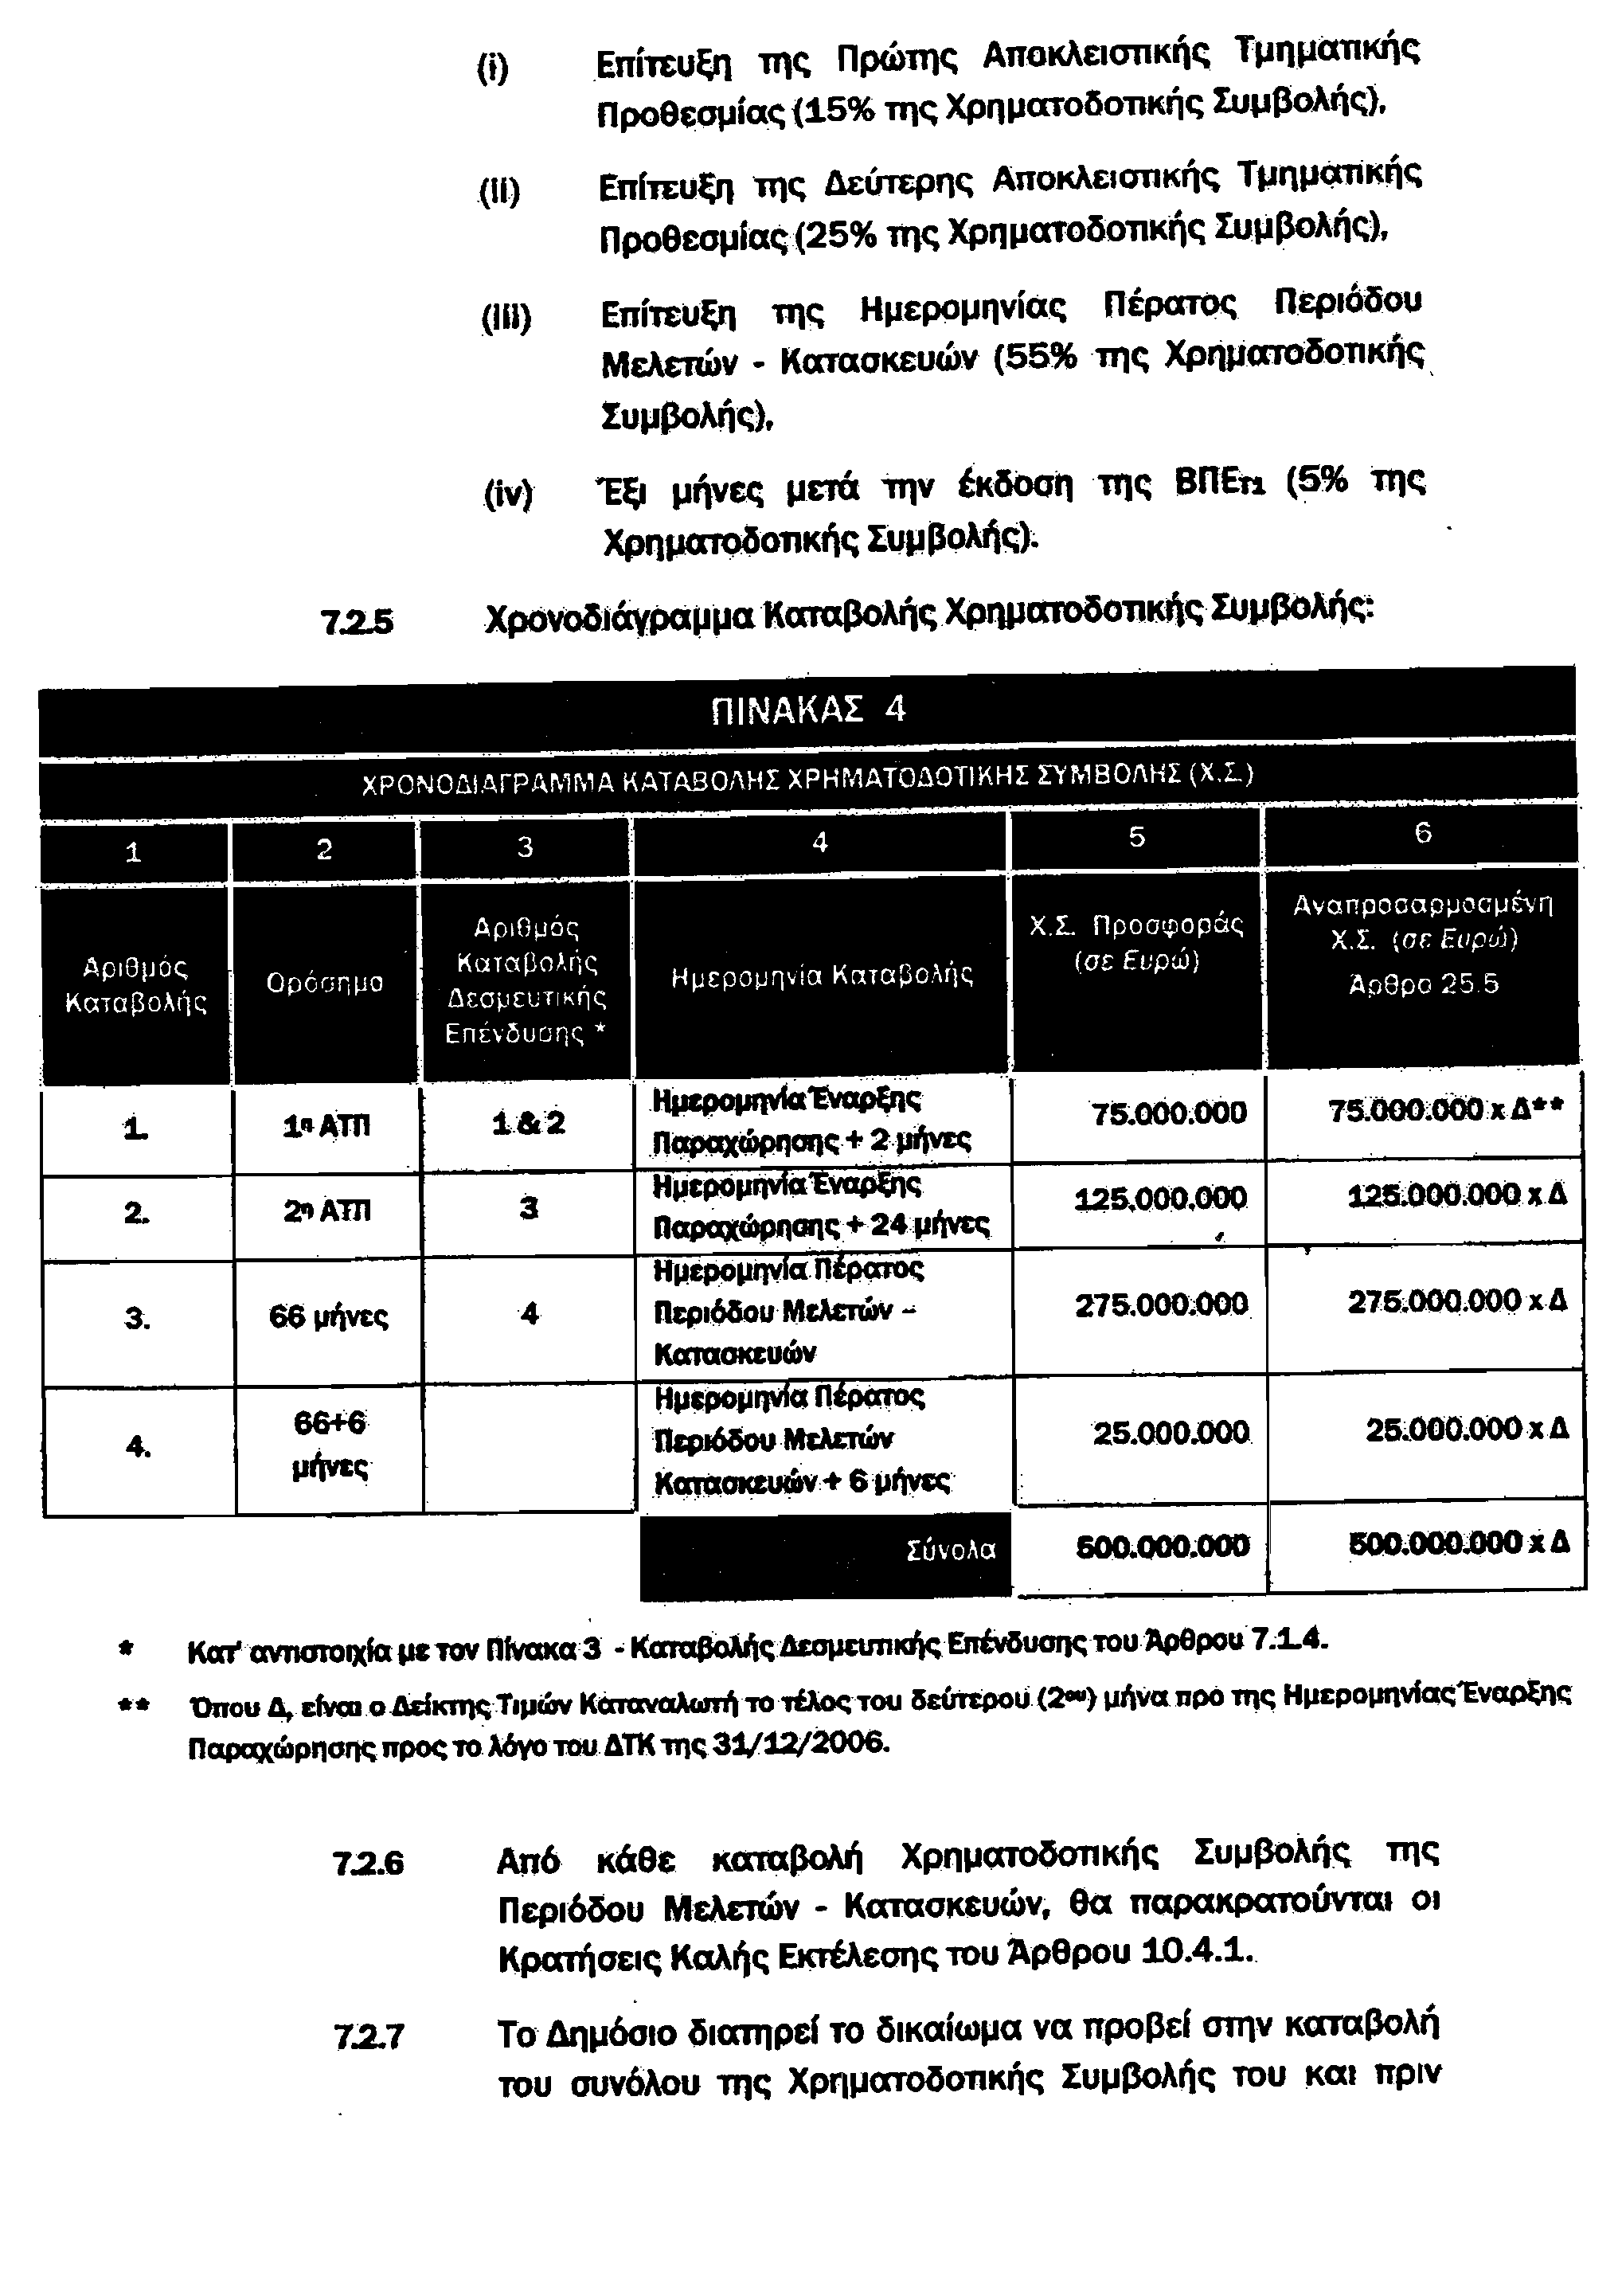 (i) Επίτευξη της Πρώτης Αποκλειστικής Τμηματικής
Προθεσμίας (15% της Χρηματοδοτικής Συμβολής),
(ii) Επίτευξη της Δεύτερης Αποκλειστικής Τμηματικής
Προθεσμίας (25% της Χρηματοδοτικής Συμβολής),
(iii) Επίτευξη της Ημερομηνίας Πέρατος Περιόδου
Μελετών - Κατασκευών (55% της Χρηματοδοτικής
Συμβολής),
(iv) Έξι μήνες μετά την έκδοση της ΒΠΕΤ1 (5% της
Χρηματοδοτικής Συμβολής).
7.2.5 Χρονοδιάγραμμα Καταβολής Χρηματοδοτικής Συμβολής:
ΠΙΝΑΚΑΣ 4
ΧΡΟΝΟΔΙΑΓΡΑΜΜΑ ΚΑΤΑΒΟΛΗΣ ΧΡΗΜΑΤΟΔΟΤΙΚΗΣ ΣΥΜΒΟΛΗΣ (Χ.Σ.)
1 2 3 4 5 6
Αριθμός
Καταβολής
Ορόσημο
Αριθμός
Καταβολής
Δεσμευτικής
Επένδυσης *
Ημερομηνία Καταβολής
Χ.Σ. Προσφοράς
(σε Ευρώ)
Αναπροσαρμοσμένη
Χ.Σ. (σε Ευρώ)
Άρθρο 25.5
1. 1η ΑΤΠ 1 & 2
Ημερομηνία Έναρξης
Παραχώρησης + 2 μήνες
75.000.000 75.000.000 x Δ**
2. 2η ΑΤΠ 3
Ημερομηνία Έναρξης
Παραχώρησης + 24 μήνες
125.000.000 125.000.000 x Δ
3. 66 μήνες 4
Ημερομηνία Πέρατος
Περιόδου Μελετών –
Κατασκευών
275.000.000 275.000.000 x Δ
4. 66+6
μήνες
Ημερομηνία Πέρατος
Περιόδου Μελετών
Κατασκευών + 6 μήνες
25.000.000 25.000.000 x Δ
Σύνολα 500.000.000 500.000.000 x Δ
* Κατ' αντιστοιχία με τον Πίνακα 3 - Καταβολής Δεσμευτικής Επένδυσης του Άρθρου 7.1.4.
** Όπου Δ, είναι ο Δείκτης Τιμών Καταναλωτή το τέλος του δεύτερου (2ου) μήνα προ της Ημερομηνίας Έναρξης
Παραχώρησης προς το λόγο του ΔΤΚ της 31/12/2006.
7.2.6 Από κάθε καταβολή Χρηματοδοτικής Συμβολής της
Περιόδου Μελετών - Κατασκευών, θα παρακρατούνται οι
Κρατήσεις Καλής Εκτέλεσης του Άρθρου 10.4.1.
7.2.7 Το Δημόσιο διατηρεί το δικαίωμα να προβεί στην καταβολή
του συνόλου της Χρηματοδοτικής Συμβολής του και πριν